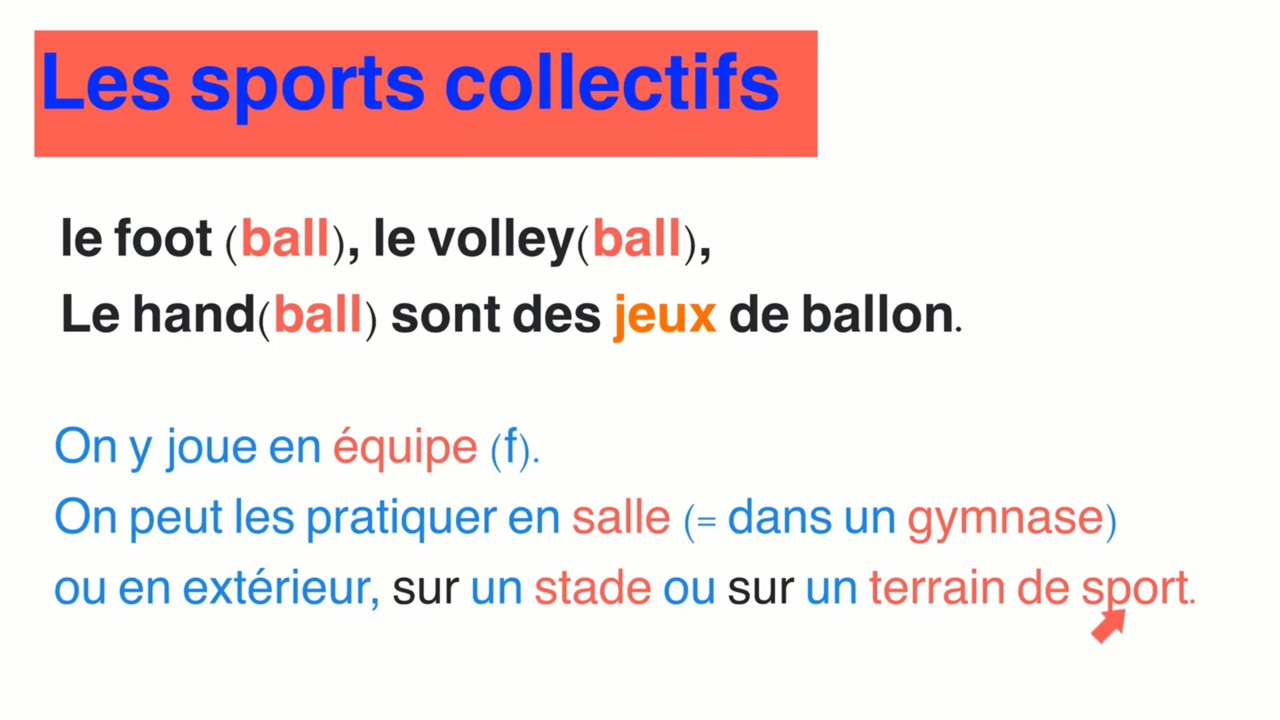 Les sports collectifs
le foot (ball), le volley(ball),
Le hand(ball) sont des jeux de ballon.
On y joue en équipe (f).
On peut les pratiquer en salle (= dans un gymnase)
ou en extérieur, sur un stade ou sur un terrain de sport.